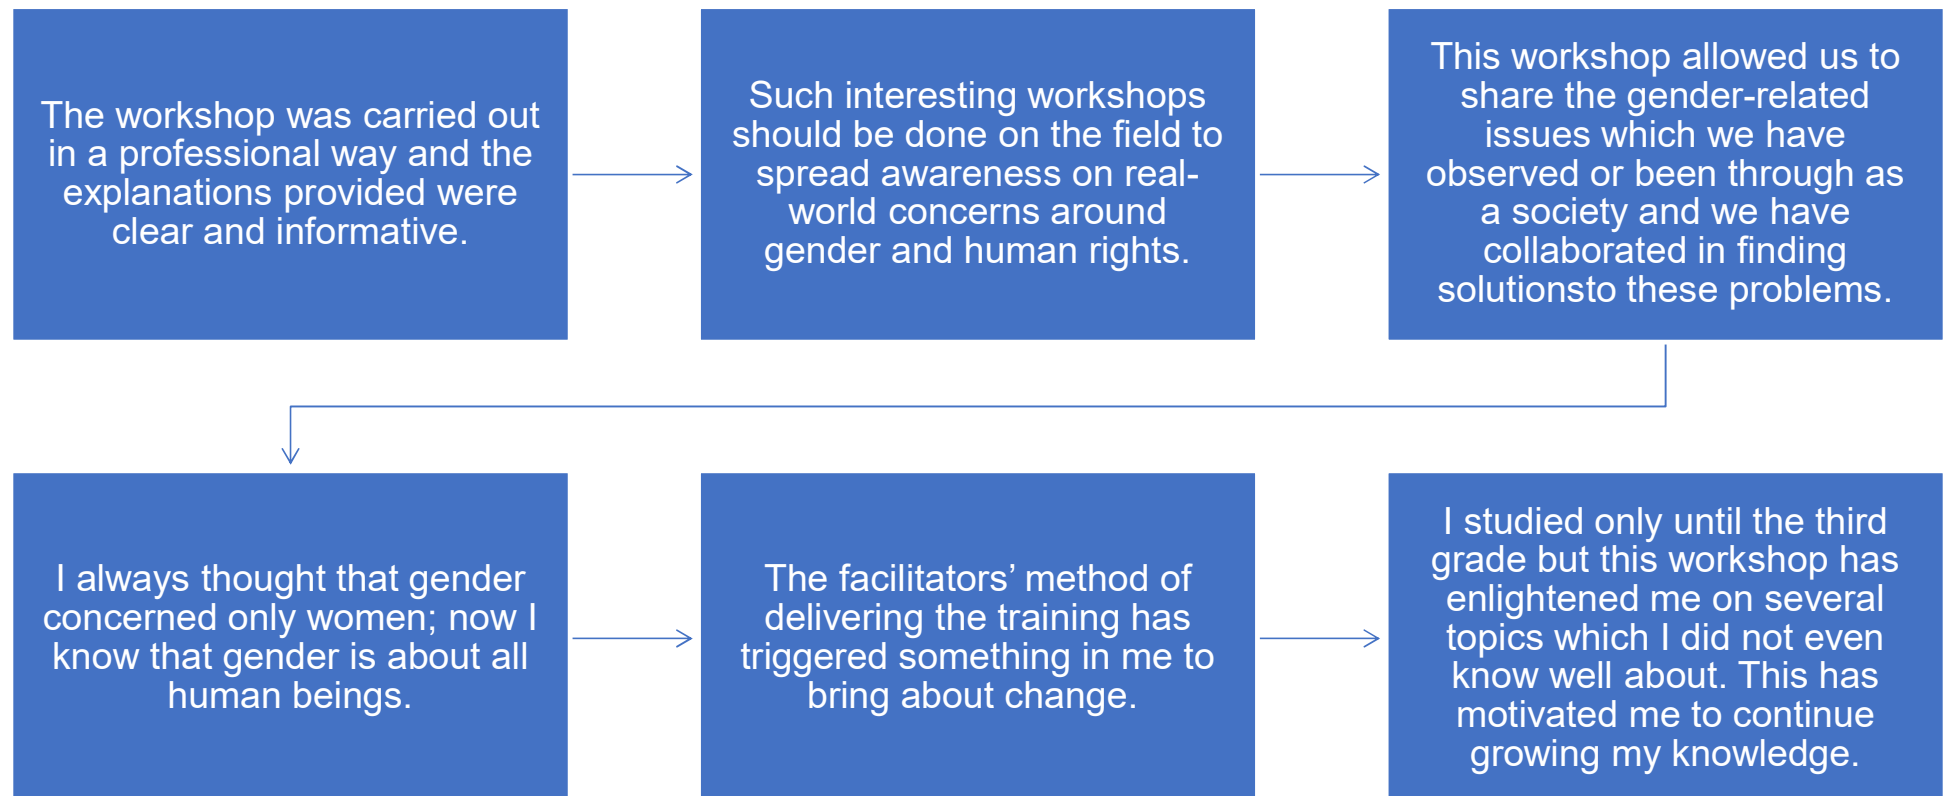 The workshop was carried out
in a professional way and the
explanations provided were
clear and informative.
Such interesting workshops
should be done on the field to
spread awareness on real-
world concerns around
gender and human rights.
This workshop allowed us to
share the gender-related
issues which we have
observed or been through as
a society and we have
collaborated in finding
solutionsto these problems.
I always thought that gender
concerned only women; now I
know that gender is about all
human beings.
The facilitators’ method of
delivering the training has
triggered something in me to
bring about change.
I studied only until the third
grade but this workshop has
enlightened me on several
topics which I did not even
know well about. This has
motivated me to continue
growing my knowledge.